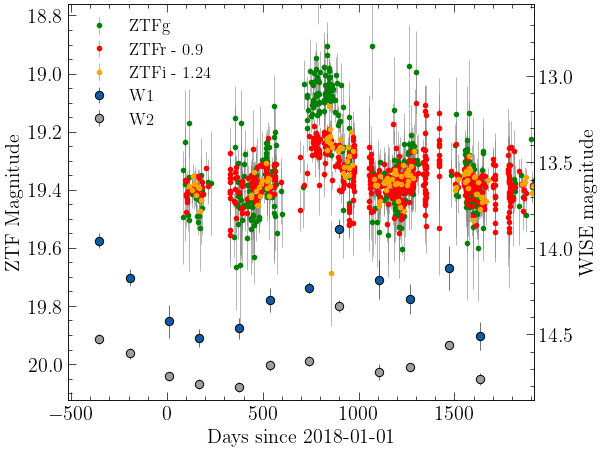 18.8
19.0
19.2
19.4
19.6
19.8
20.0
ZTF Magnitude
ZTFg
ZTFr - 0.9
ZTFi - 1.24
W1
W2
13.0
13.5
14.0
14.5
WISE magnitude
−500
0
500
1000
1500
Days since 2018-01-01